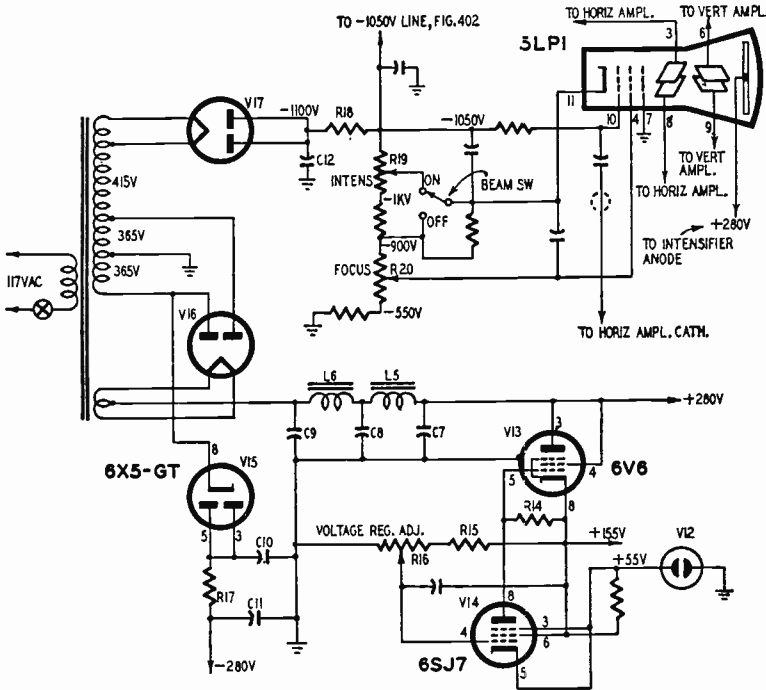 TO -1050V LINE, FIG.402
TO HORIZ AMPL.
TO VERT AMPL
3
6
5LP1
11
10
4
7
8
9
V17
-1100V
R18
-1050V
C12
415V
R19
INTENS
ON
BEAM SW
-1KV
OFF
-900V
TO VERT
AMPL.
TO HORIZ AMPL.
+280V
TO INTENSIFIER
ANODE
365V
365V
117VAC
FOCUS
R20
-550V
TO HORIZ AMPL. CATH.
V16
L6
L5
+280V
C9
C8
C7
V13
3
6V6
5
4
8
8
6X5-GT
V15
5
3
R14
C10
VOLTAGE REG. ADJ.
R15
+155V
R16
+55V
V12
R17
C11
V14
8
4
3
6
6SJ7
5
-280V